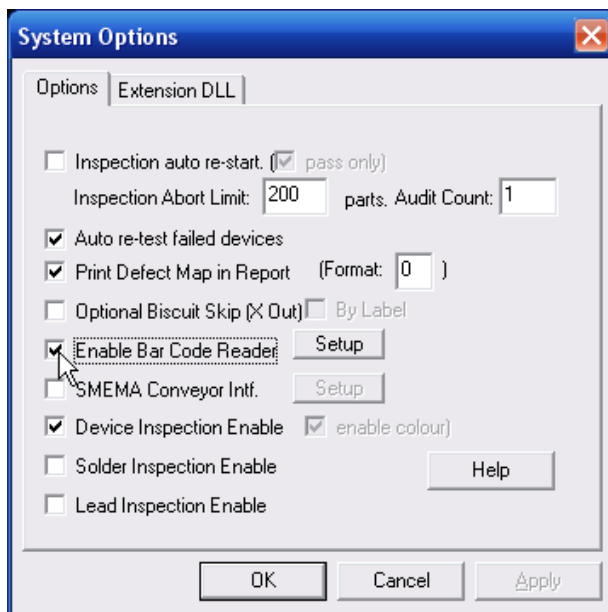 System Options
Options Extension DLL
Inspection auto re-start. ( pass only)
Inspection Abort Limit: 200 parts. Audit Count: 1
Auto re-test failed devices
Print Defect Map in Report (Format: 0 )
Optional Biscuit Skip (X Out) By Label
Enable Bar Code Reader Setup
SMEMA Conveyor Intf. Setup
Device Inspection Enable enable colour)
Solder Inspection Enable
Help
Lead Inspection Enable
OK Cancel Apply